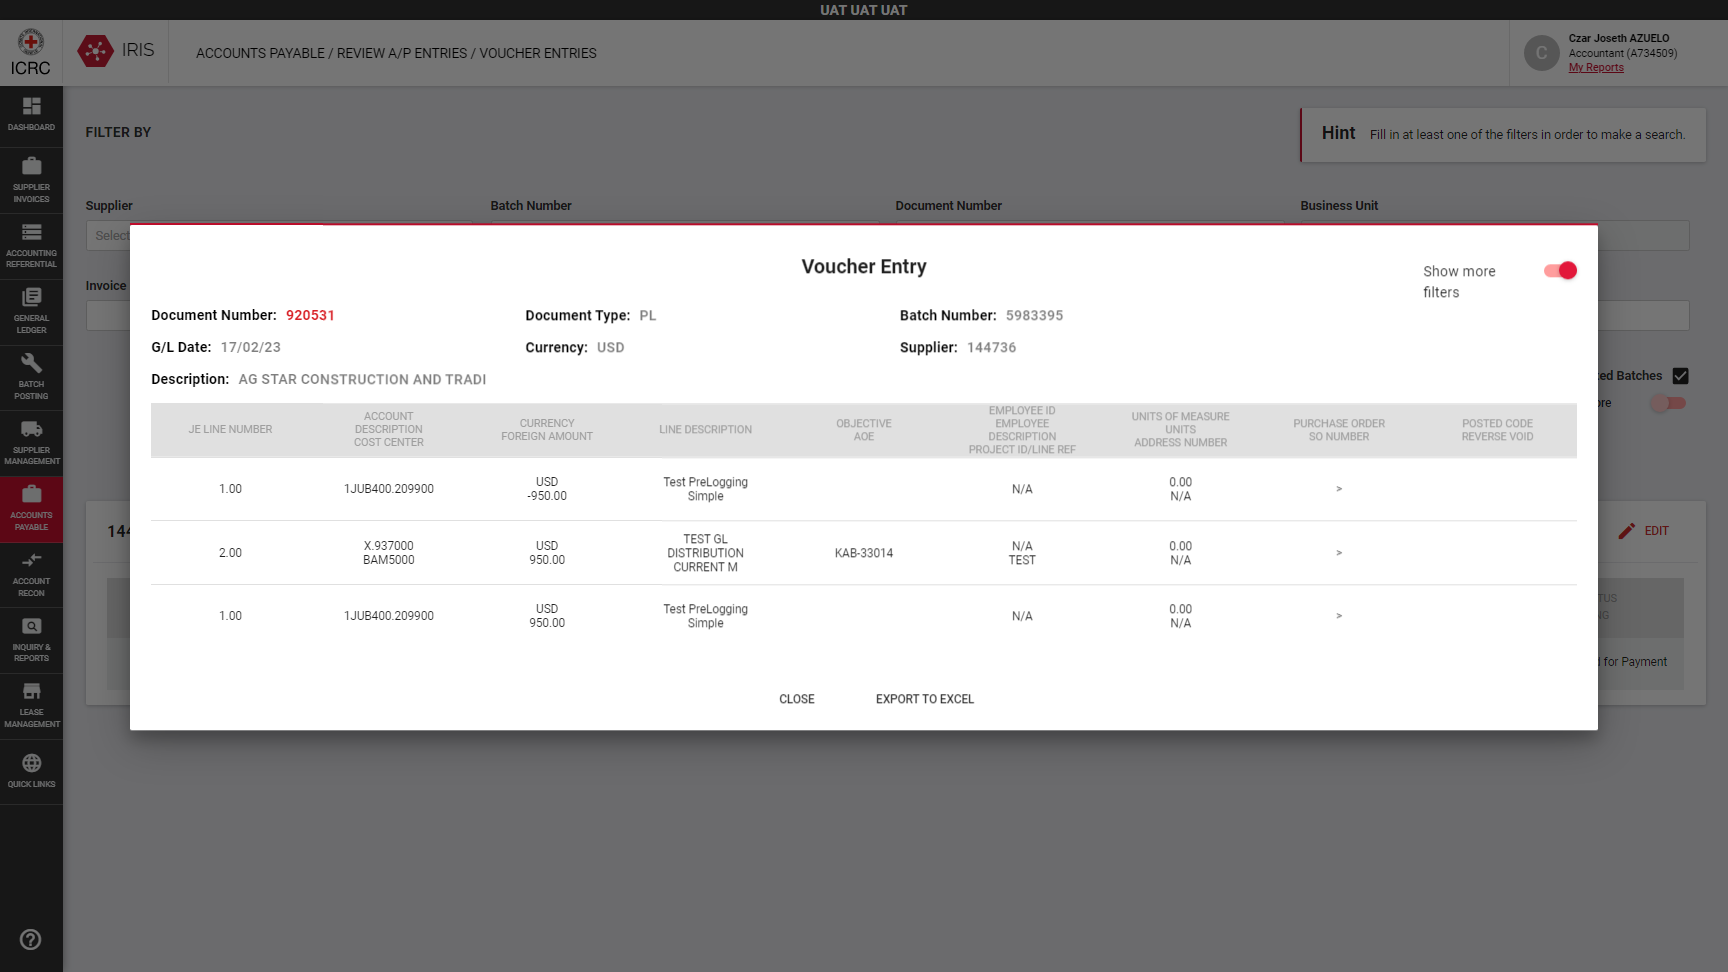 UAT UAT UAT
ICRC
IRIS
ACCOUNTS PAYABLE / REVIEW A/P ENTRIES / VOUCHER ENTRIES
C
Czar Joseth AZUELO
Accountant (A734509)
My Reports
DASHBOARD
SUPPLIER
INVOICES
ACCOUNTING
REFERENTIAL
GENERAL
LEDGER
BATCH
POSTING
SUPPLIER
MANAGEMENT
ACCOUNTS
PAYABLE
ACCOUNT
RECON
INQUIRY &
REPORTS
LEASE
MANAGEMENT
QUICK LINKS
FILTER BY
Hint Fill in at least one of the filters in order to make a search.
Supplier
Batch Number
Document Number
Business Unit
Select
Invoice
Batches
144
EDIT
for Payment
Voucher Entry
Show more
filters
Document Number: 920531
Document Type: PL
Batch Number: 5983395
G/L Date: 17/02/23
Currency: USD
Supplier: 144736
Description: AG STAR CONSTRUCTION AND TRADI
JE LINE NUMBER
ACCOUNT
DESCRIPTION
COST CENTER
CURRENCY
FOREIGN AMOUNT
LINE DESCRIPTION
OBJECTIVE
AOE
EMPLOYEE ID
EMPLOYEE
DESCRIPTION
PROJECT ID/LINE REF
UNITS OF MEASURE
UNITS
ADDRESS NUMBER
PURCHASE ORDER
SO NUMBER
POSTED CODE
REVERSE VOID
1.00
1JUB400.209900
USD
-950.00
Test PreLogging
Simple
N/A
0.00
N/A
>
2.00
X.937000
BAM5000
USD
950.00
TEST GL
DISTRIBUTION
CURRENT M
KAB-33014
N/A
TEST
0.00
N/A
>
1.00
1JUB400.209900
USD
950.00
Test PreLogging
Simple
N/A
0.00
N/A
>
CLOSE
EXPORT TO EXCEL